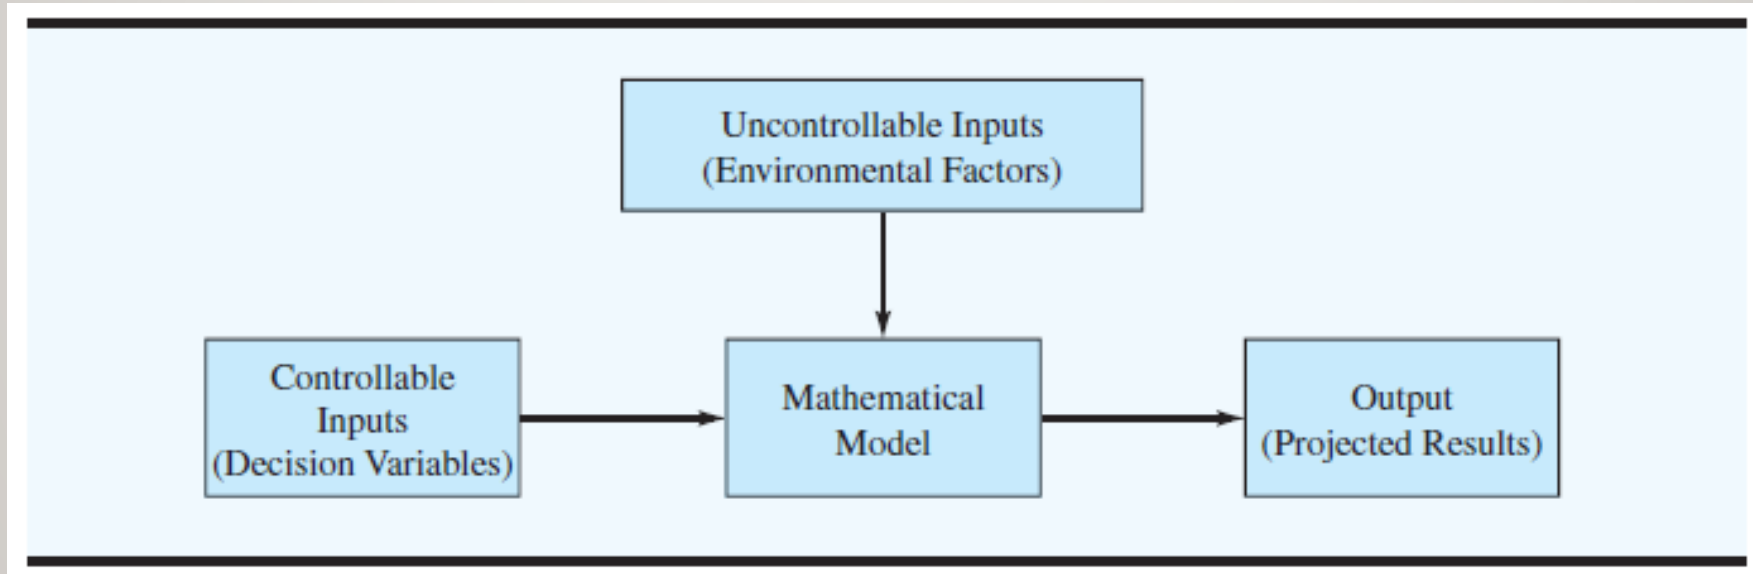 Uncontrollable Inputs
(Environmental Factors)
Controllable
Inputs
(Decision Variables)
Mathematical
Model
Output
(Projected Results)